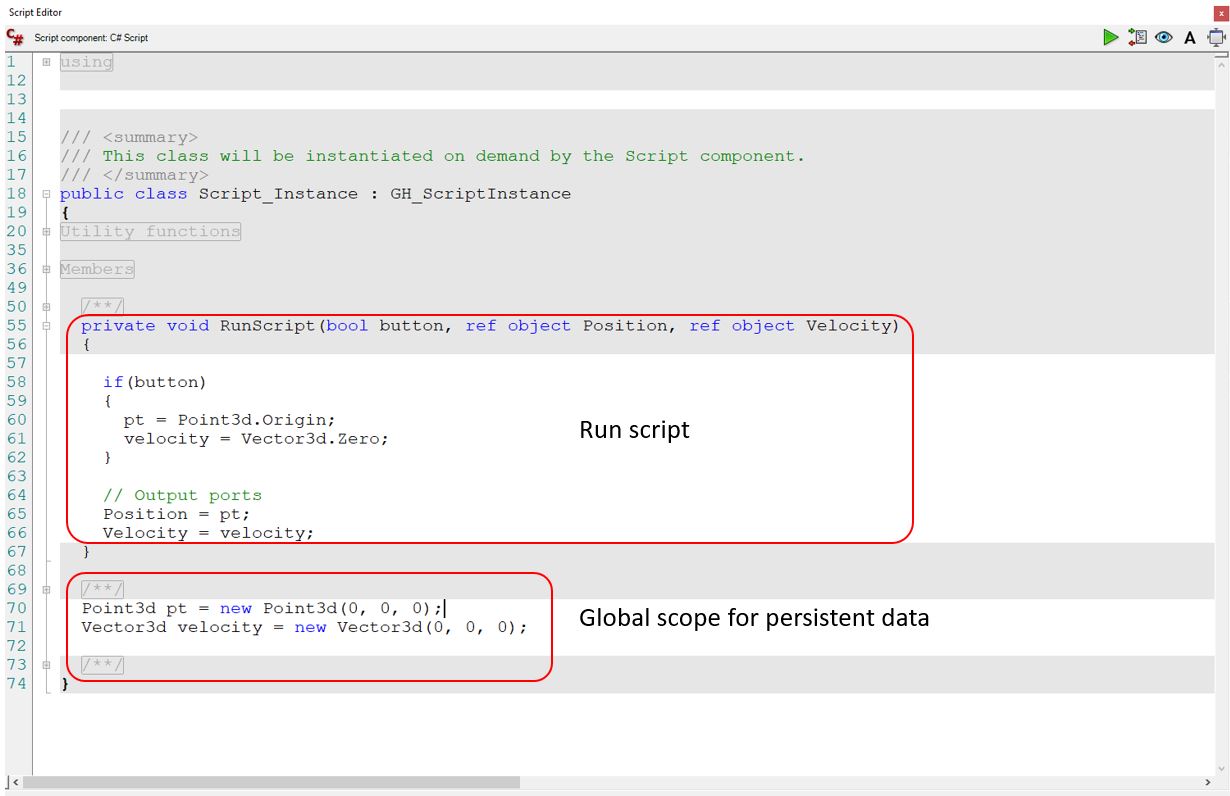 Script Editor
x
C# Script component: C# Script
A
1 using
12
13
14
15 /// <summary>
16 /// This class will be instantiated on demand by the Script component.
17 /// </summary>
18 public class Script_Instance : GH_ScriptInstance
19 {
20 Utility functions
35
36 Members
49
50 /**/
55 private void RunScript(bool button, ref object Position, ref object Velocity)
56 {
57
58 if(button)
59 {
60 pt = Point3d.Origin;
Run script
61 velocity = Vector3d.Zero;
62 }
63
64 // Output ports
65 Position = pt;
66 Velocity = velocity;
67 }
68
69 /**/
70 Point3d pt = new Point3d(0, 0, 0);
Global scope for persistent data
71 Vector3d velocity = new Vector3d(0, 0, 0);
72
73 /**/
74 }